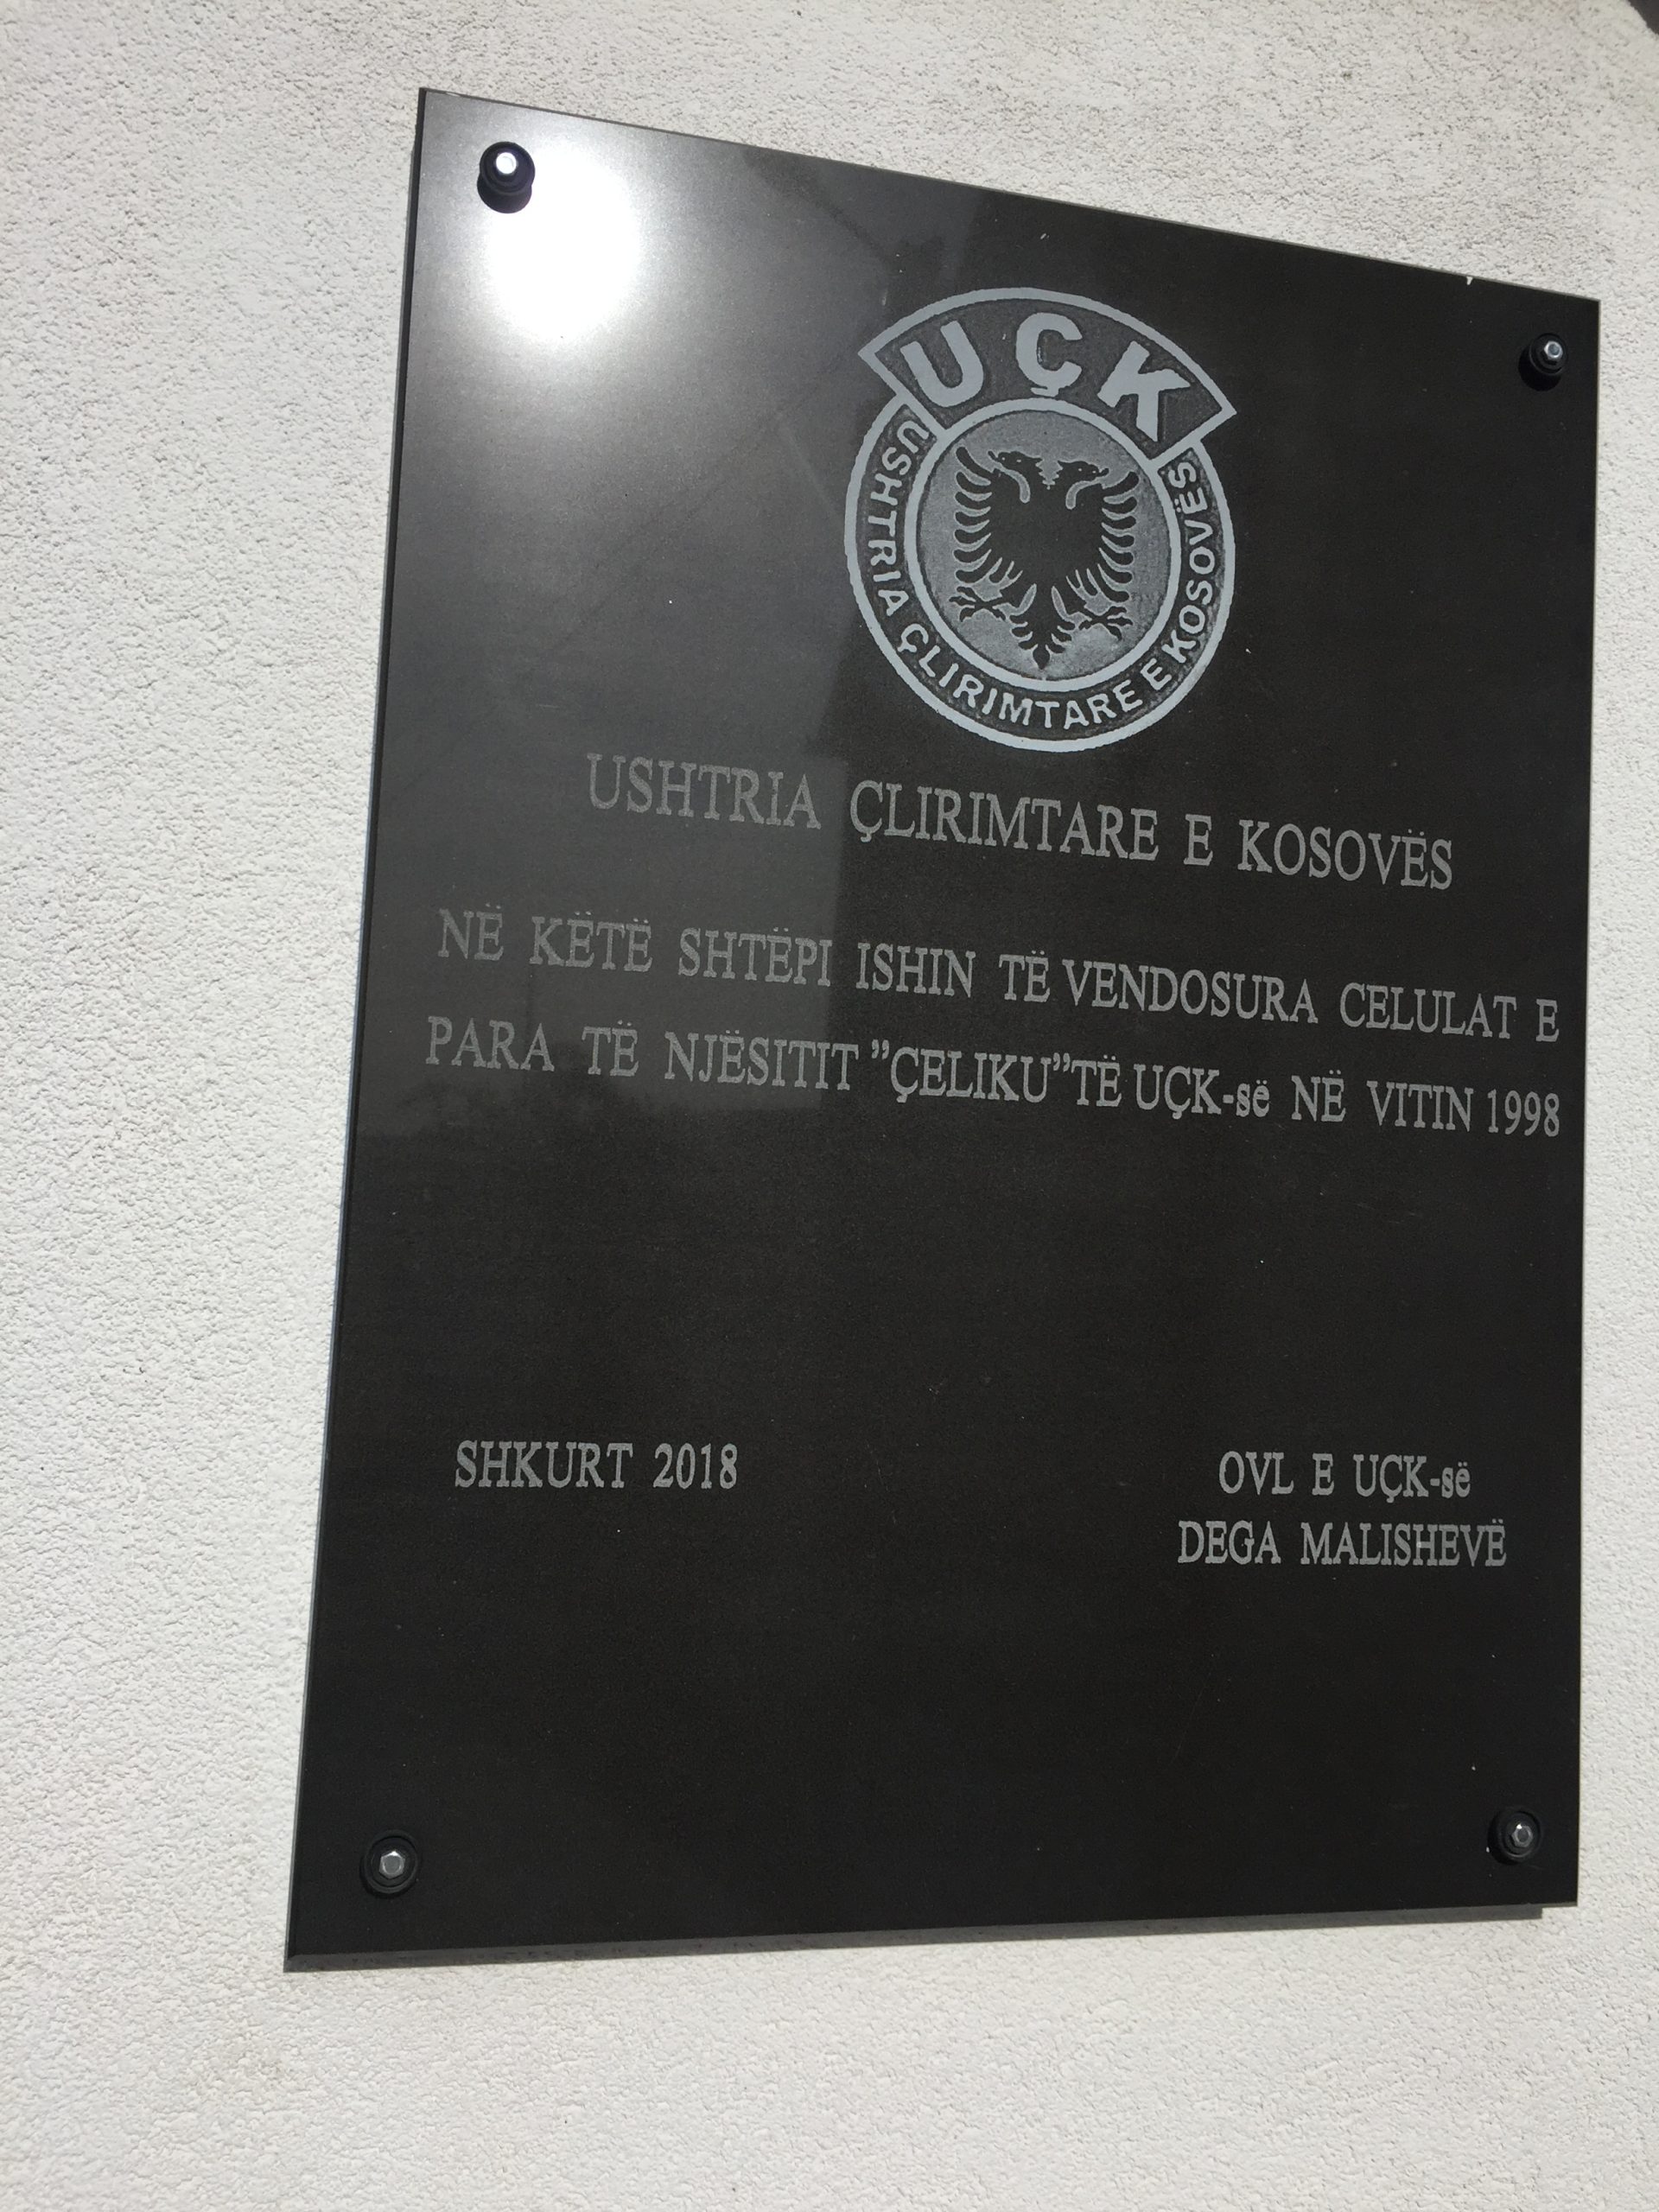 UÇK
USHTRIA ÇLIRIMTARE E KOSOVËS
USHTRIA ÇLIRIMTARE E KOSOVËS
NË KËTË SHTËPI ISHIN TË VENDOSURA CELULAT E
PARA TË NJËSITIT ”ÇELIKU”TË UÇK-së NË VITIN 1998
SHKURT 2018
OVL E UÇK-së
DEGA MALISHEVË